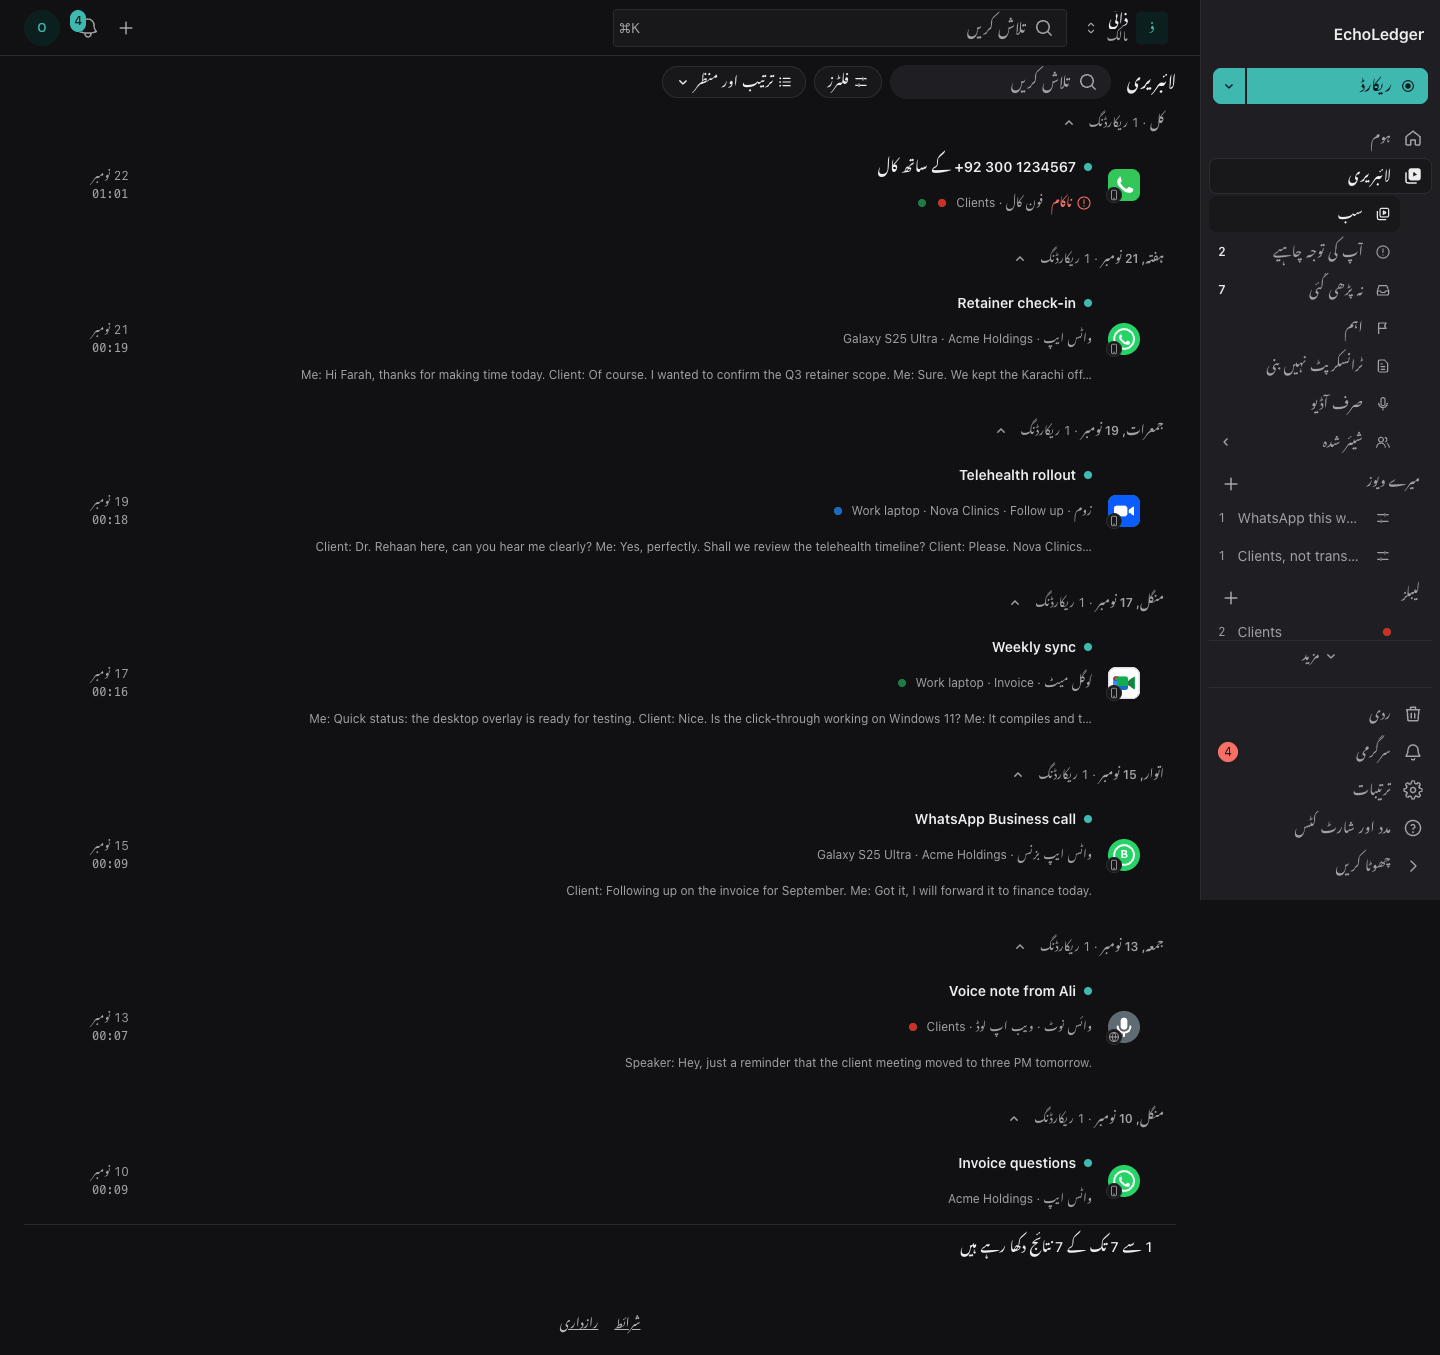 EchoLedger
ریکارڈ
ہوم
لائبریری
سب
آپ کی توجہ چاہیے 2
نہ پڑھی گئی 7
اہم
ٹرانسکرپٹ نہیں بنی
صرف آڈیو
شیئر شدہ
میرے ویوز
WhatsApp this w... 1
Clients, not trans... 1
لیبلز
Clients 2
مزید
ردی
سرگرمی 4
ترتیبات
مدد اور شارٹ کٹس
چھوٹا کریں
ذ
ذاتی
مالک
تلاش کریں ⌘K
4
O
لائبریری
تلاش کریں
فلٹرز
ترتیب اور منظر
کل · 1 ریکارڈنگ
+92 300 1234567 کے ساتھ کال
ناکام فون کال · Clients
22 نومبر
01:01
ہفتہ, 21 نومبر · 1 ریکارڈنگ
Retainer check-in
واٹس ایپ · Galaxy S25 Ultra · Acme Holdings
Me: Hi Farah, thanks for making time today. Client: Of course. I wanted to confirm the Q3 retainer scope. Me: Sure. We kept the Karachi off...
21 نومبر
00:19
جمعرات, 19 نومبر · 1 ریکارڈنگ
Telehealth rollout
زوم · Work laptop · Nova Clinics · Follow up
Client: Dr. Rehaan here, can you hear me clearly? Me: Yes, perfectly. Shall we review the telehealth timeline? Client: Please. Nova Clinics...
19 نومبر
00:18
منگل, 17 نومبر · 1 ریکارڈنگ
Weekly sync
گوگل میٹ · Work laptop · Invoice
Me: Quick status: the desktop overlay is ready for testing. Client: Nice. Is the click-through working on Windows 11? Me: It compiles and t...
17 نومبر
00:16
اتوار, 15 نومبر · 1 ریکارڈنگ
WhatsApp Business call
واٹس ایپ بزنس · Galaxy S25 Ultra · Acme Holdings
Client: Following up on the invoice for September. Me: Got it, I will forward it to finance today.
15 نومبر
00:09
جمعہ, 13 نومبر · 1 ریکارڈنگ
Voice note from Ali
وائس نوٹ · ویب اپ لوڈ · Clients
Speaker: Hey, just a reminder that the client meeting moved to three PM tomorrow.
13 نومبر
00:07
منگل, 10 نومبر · 1 ریکارڈنگ
Invoice questions
واٹس ایپ · Acme Holdings
10 نومبر
00:09
1 سے 7 تک کے 7 نتائج دکھا رہے ہیں
شرائط رازداری